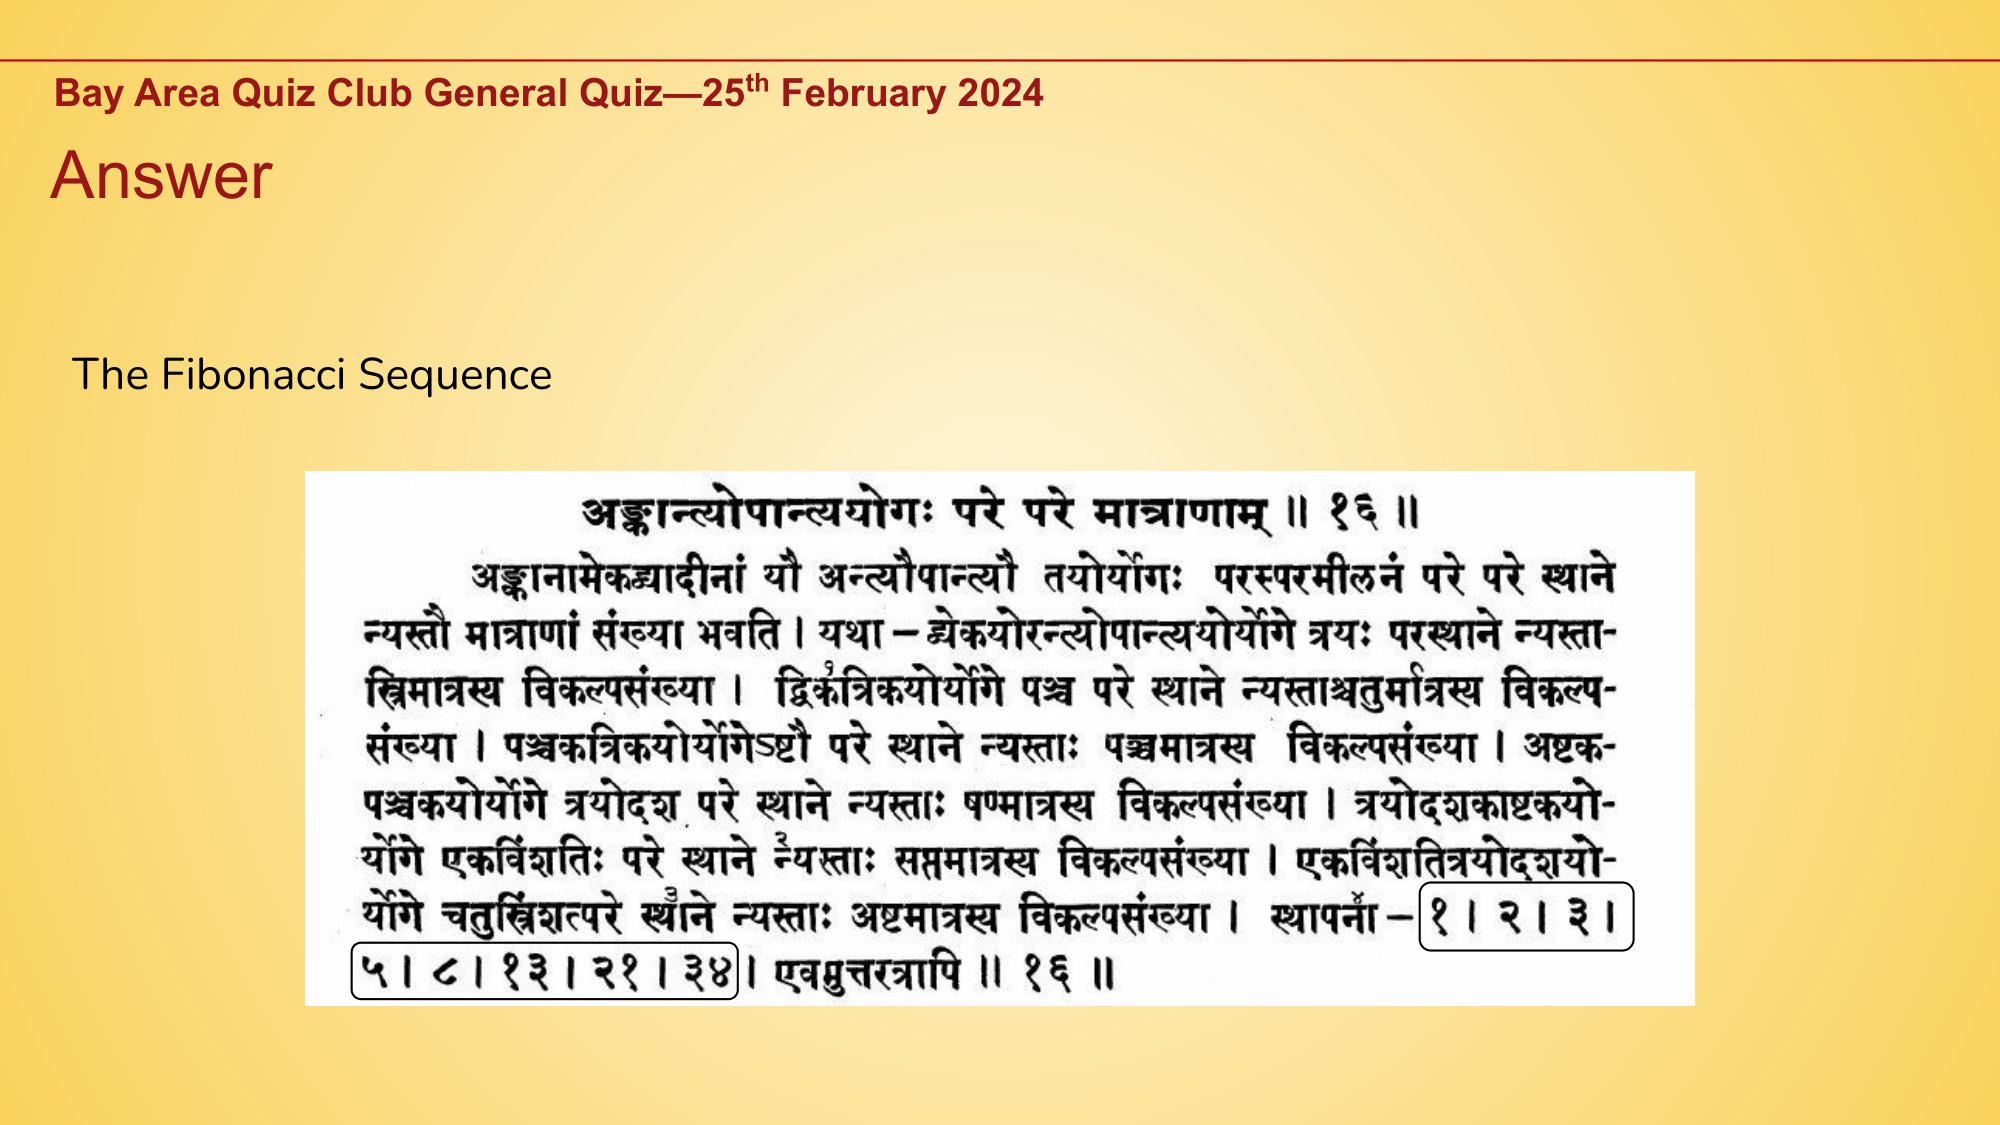 Bay Area Quiz Club General Quiz—25th February 2024
Answer
The Fibonacci Sequence
अङ्कान्त्योपान्त्ययोगः परे परे मात्राणाम् ॥ १६ ॥
अङ्कानामेकद्व्यादीनां यौ अन्त्यौपान्त्यौ तयोर्योगः परस्परमीलनं परे परे स्थाने
न्यस्तौ मात्राणां संख्या भवति । यथा – द्व्येकयोरन्त्योपान्त्ययोर्योगे त्रयः परस्थाने न्यस्ता-
स्त्रिमात्रस्य विकल्पसंख्या । द्विकत्रिकयोर्योगे पञ्च परे स्थाने न्यस्ताश्चतुर्मात्रस्य विकल्प-
संख्या । पञ्चकत्रिकयोर्योगेऽष्टौ परे स्थाने न्यस्ताः पञ्चमात्रस्य विकल्पसंख्या । अष्टक-
पञ्चकयोर्योगे त्रयोदश परे स्थाने न्यस्ताः षण्मात्रस्य विकल्पसंख्या । त्रयोदशकाष्टकयो-
र्योगे एकविंशतिः परे स्थाने न्यस्ताः सप्तमात्रस्य विकल्पसंख्या । एकविंशतित्रयोदशयो-
र्योगे चतुस्त्रिंशत्परे स्थाने न्यस्ताः अष्टमात्रस्य विकल्पसंख्या । स्थापना – १ । २ । ३ ।
५ । ८ । १३ । २१ । ३४ । एवमुत्तरत्रापि ॥ १६ ॥